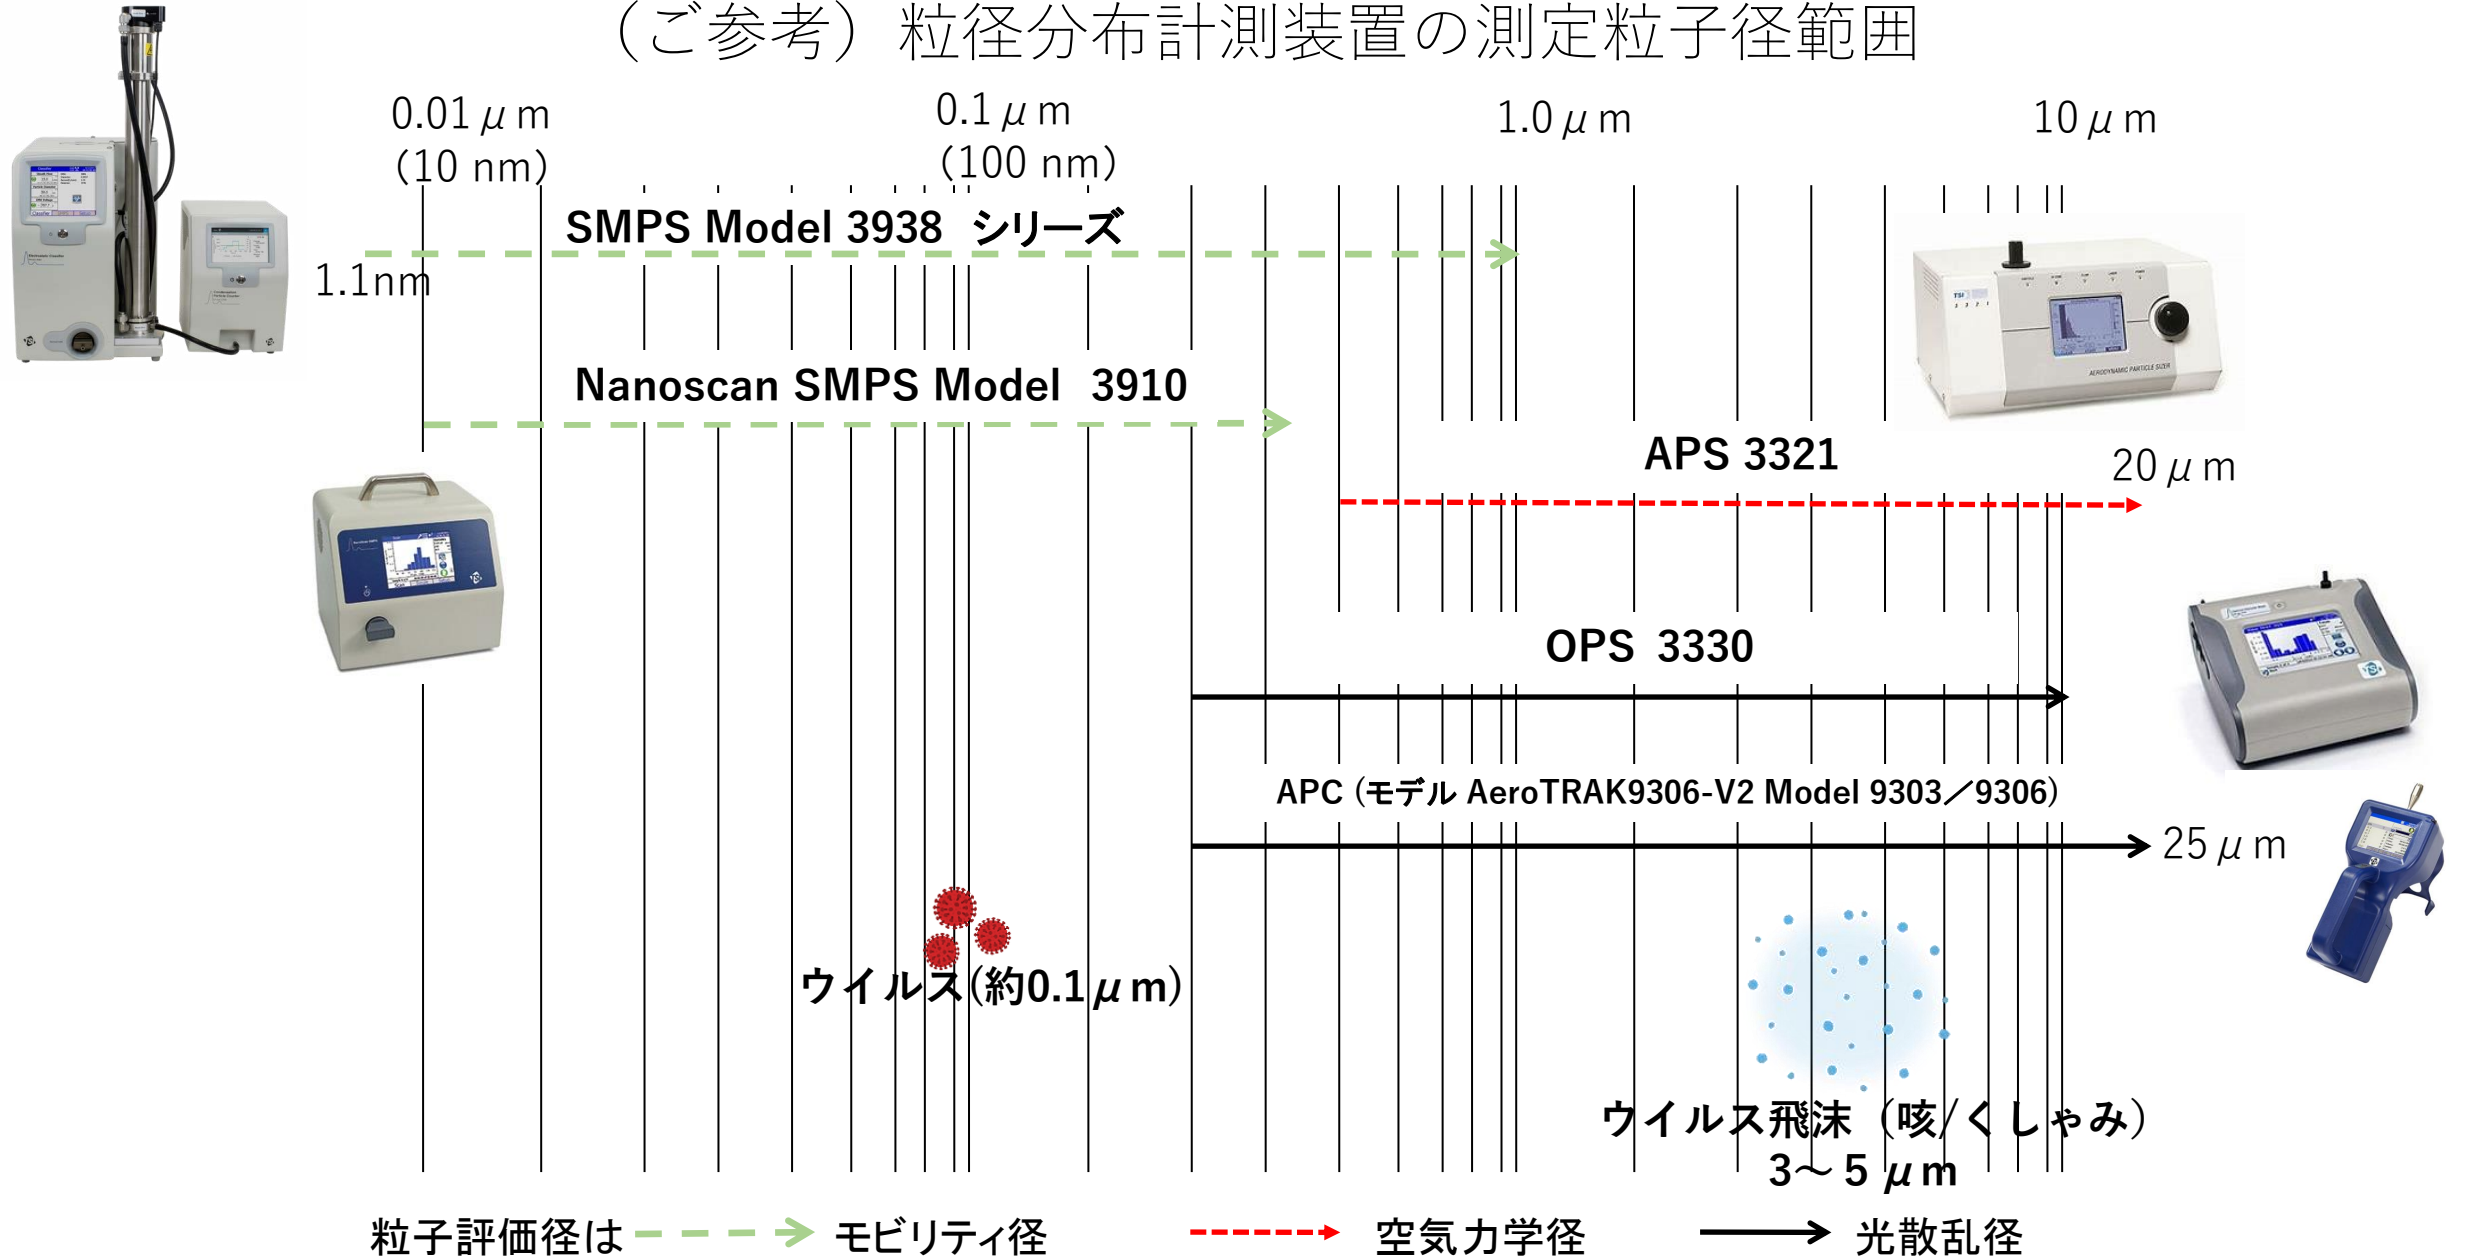 （ご参考）粒径分布計測装置の測定粒子径範囲
0.01μm
(10 nm)
0.1μm
(100 nm)
1.0μm
10μm
SMPS Model 3938 シリーズ
1.1nm
Nanoscan SMPS Model 3910
AERODYNAMIC PARTICLE SIZER
APS 3321
20μm
OPS 3330
APC (モデル AeroTRAK9306-V2 Model 9303／9306)
25μm
ウイルス(約0.1μm)
ウイルス飛沫（咳/くしゃみ）
3～5 μm
粒子評価径は モビリティ径 空気力学径 光散乱径